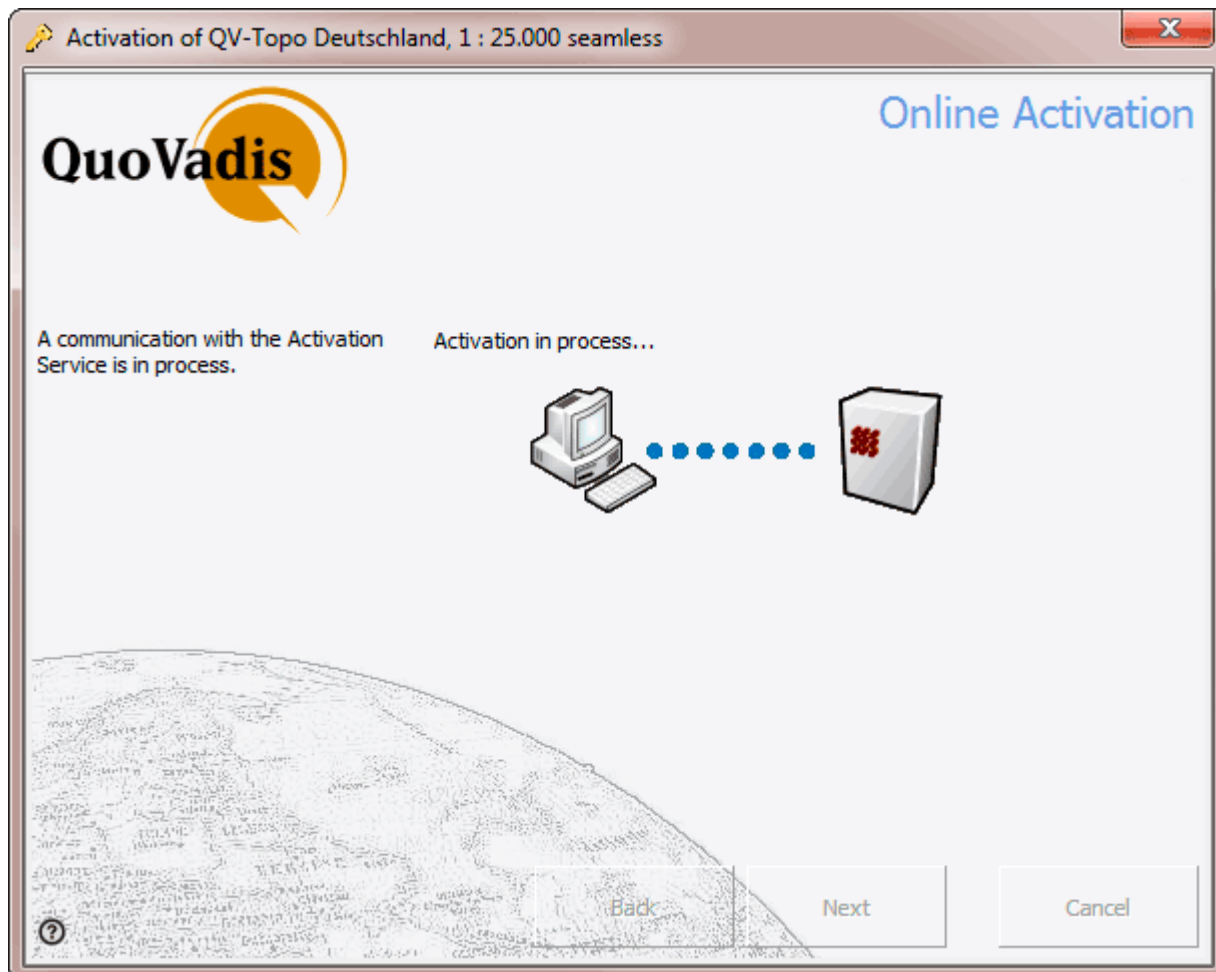 Activation of QV-Topo Deutschland, 1 : 25.000 seamless
Online Activation
QuoVadis
A communication with the Activation
Service is in process.
Activation in process...
Back
Next
Cancel